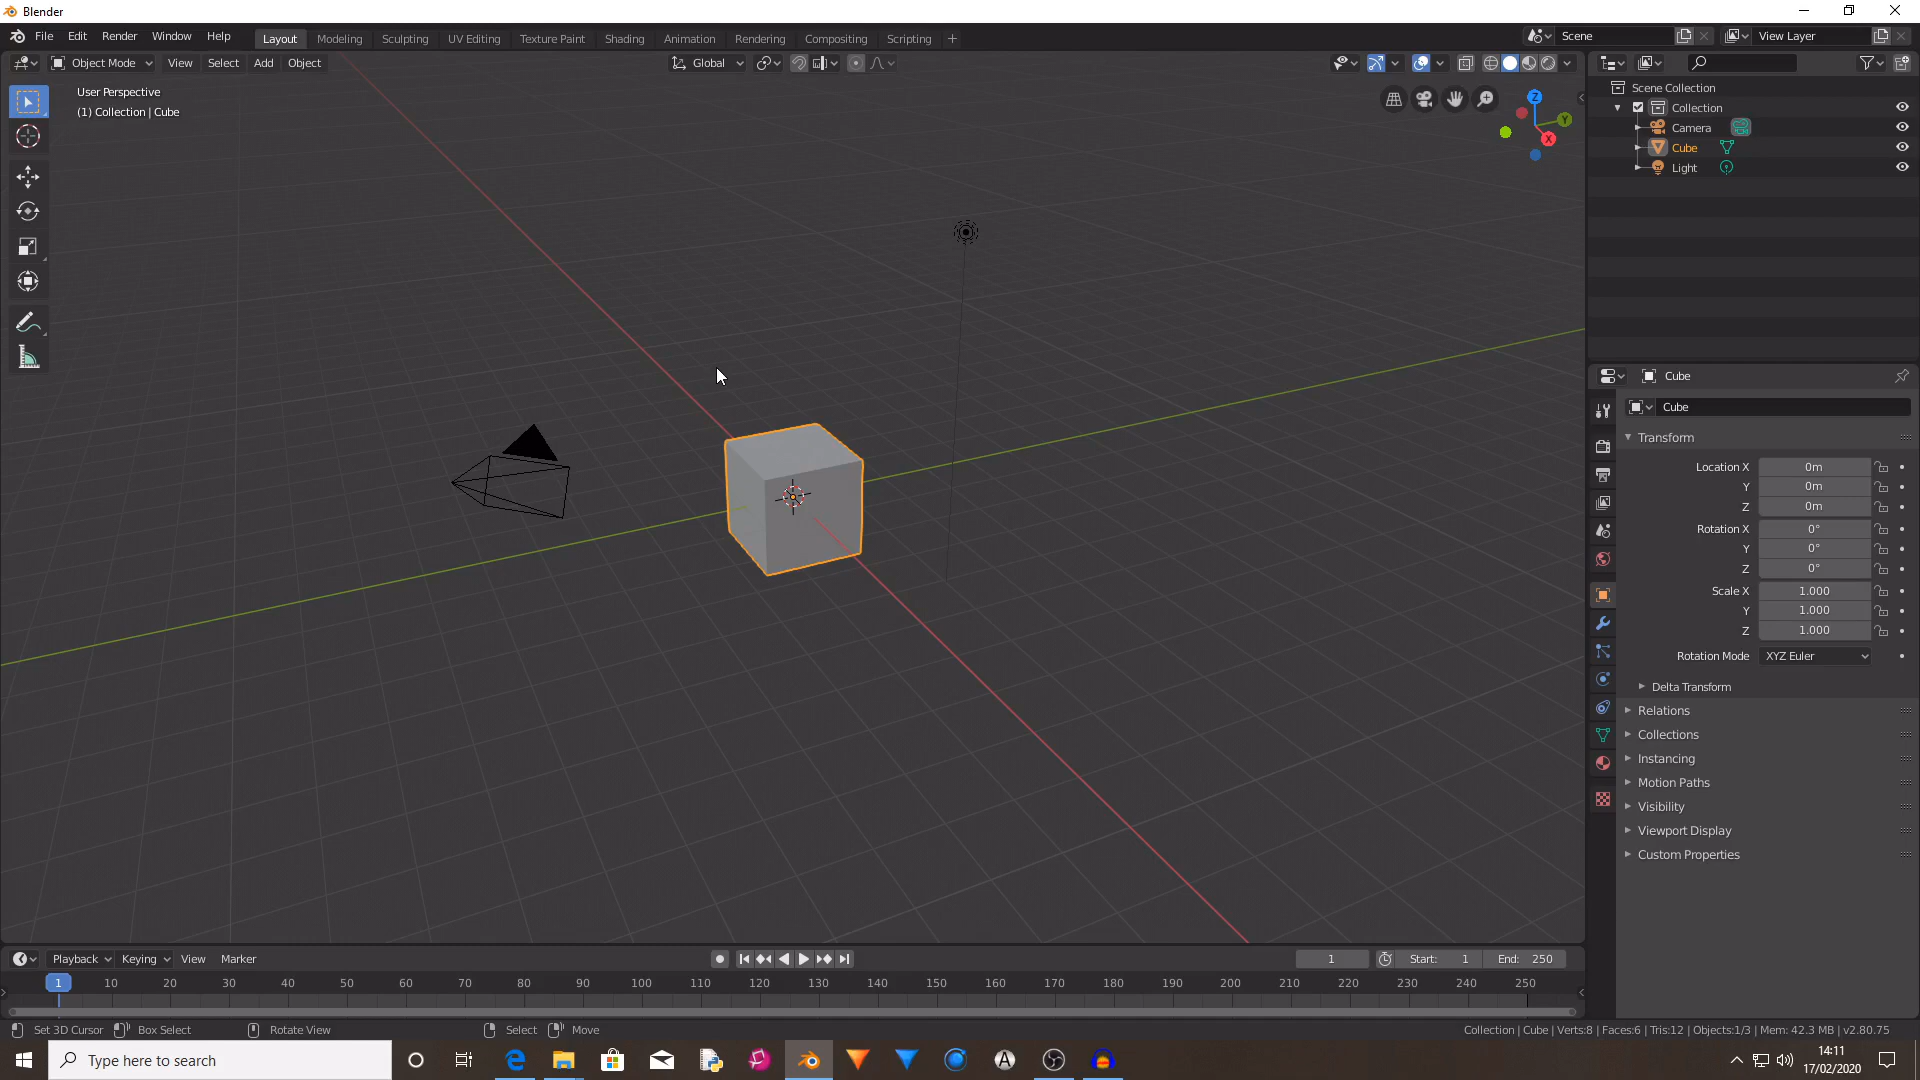 Blender
File Edit Render Window Help
Layout Modeling Sculpting UV Editing Texture Paint Shading Animation Rendering Compositing Scripting +
Scene
View Layer
Object Mode View Select Add Object
Global
User Perspective
(1) Collection | Cube
Z
Y
X
Scene Collection
Collection
Camera
Cube
Light
Cube
Cube
Transform
Location X 0m
Y 0m
Z 0m
Rotation X 0°
Y 0°
Z 0°
Scale X 1.000
Y 1.000
Z 1.000
Rotation Mode XYZ Euler
Delta Transform
Relations
Collections
Instancing
Motion Paths
Visibility
Viewport Display
Custom Properties
Playback Keying View Marker
1 Start: 1 End: 250
1 10 20 30 40 50 60 70 80 90 100 110 120 130 140 150 160 170 180 190 200 210 220 230 240 250
Set 3D Cursor Box Select Rotate View Select Move
Collection | Cube | Verts:8 | Faces:6 | Tris:12 | Objects:1/3 | Mem: 42.3 MB | v2.80.75
Type here to search
14:11
17/02/2020